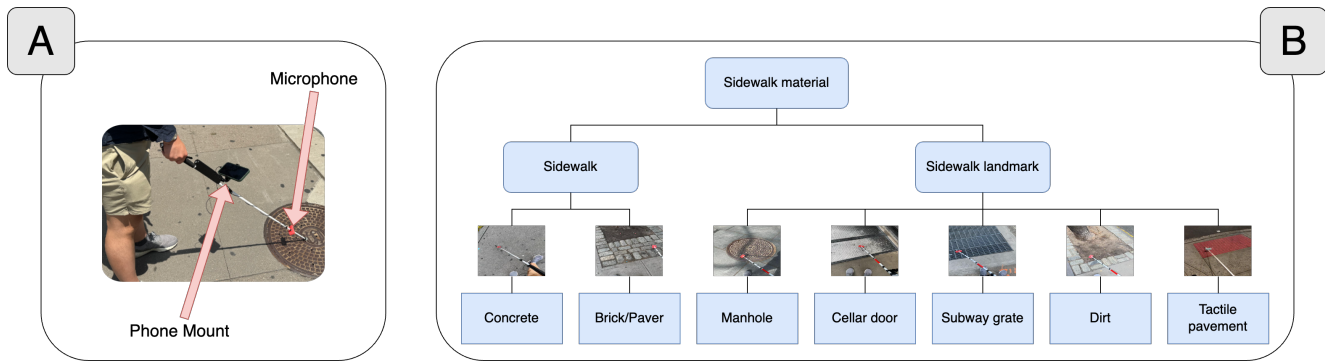 A
B
Microphone
Phone Mount
Sidewalk material
Sidewalk
Sidewalk landmark
Concrete
Brick/Paver
Manhole
Cellar door
Subway grate
Dirt
Tactile
pavement